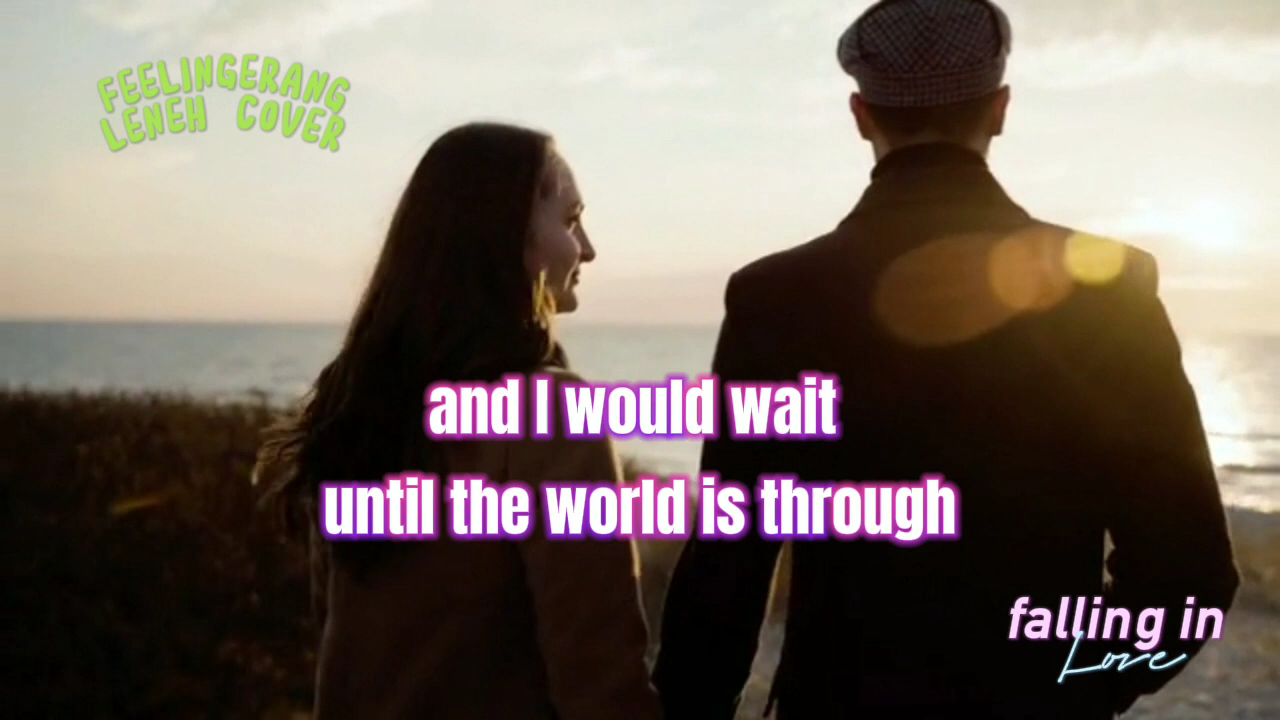 FEELINGERANG
LENEH COVER
and I would wait
until the world is through
falling in
Love